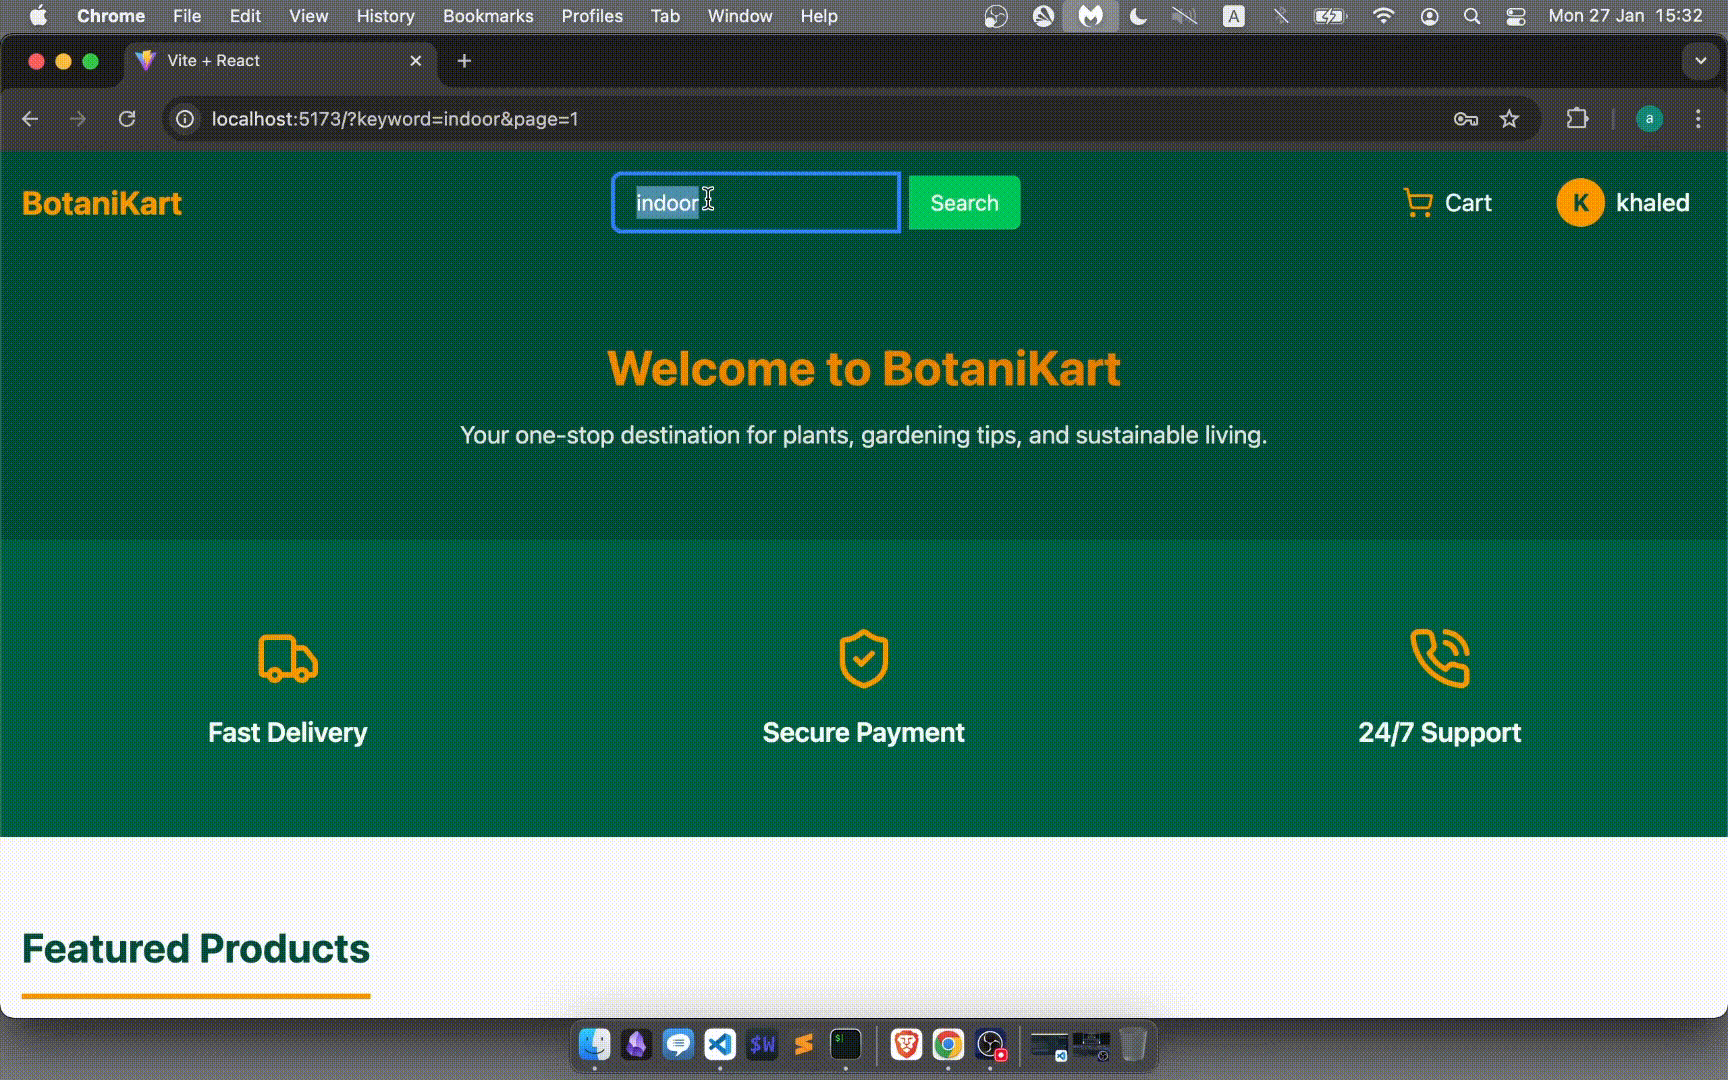 Chrome File Edit View History Bookmarks Profiles Tab Window Help A Mon 27 Jan 15:32
Vite + React
localhost:5173/?keyword=indoor&page=1 a
BotaniKart indoor Search Cart K khaled
Welcome to BotaniKart
Your one-stop destination for plants, gardening tips, and sustainable living.
Fast Delivery Secure Payment 24/7 Support
Featured Products
$W $